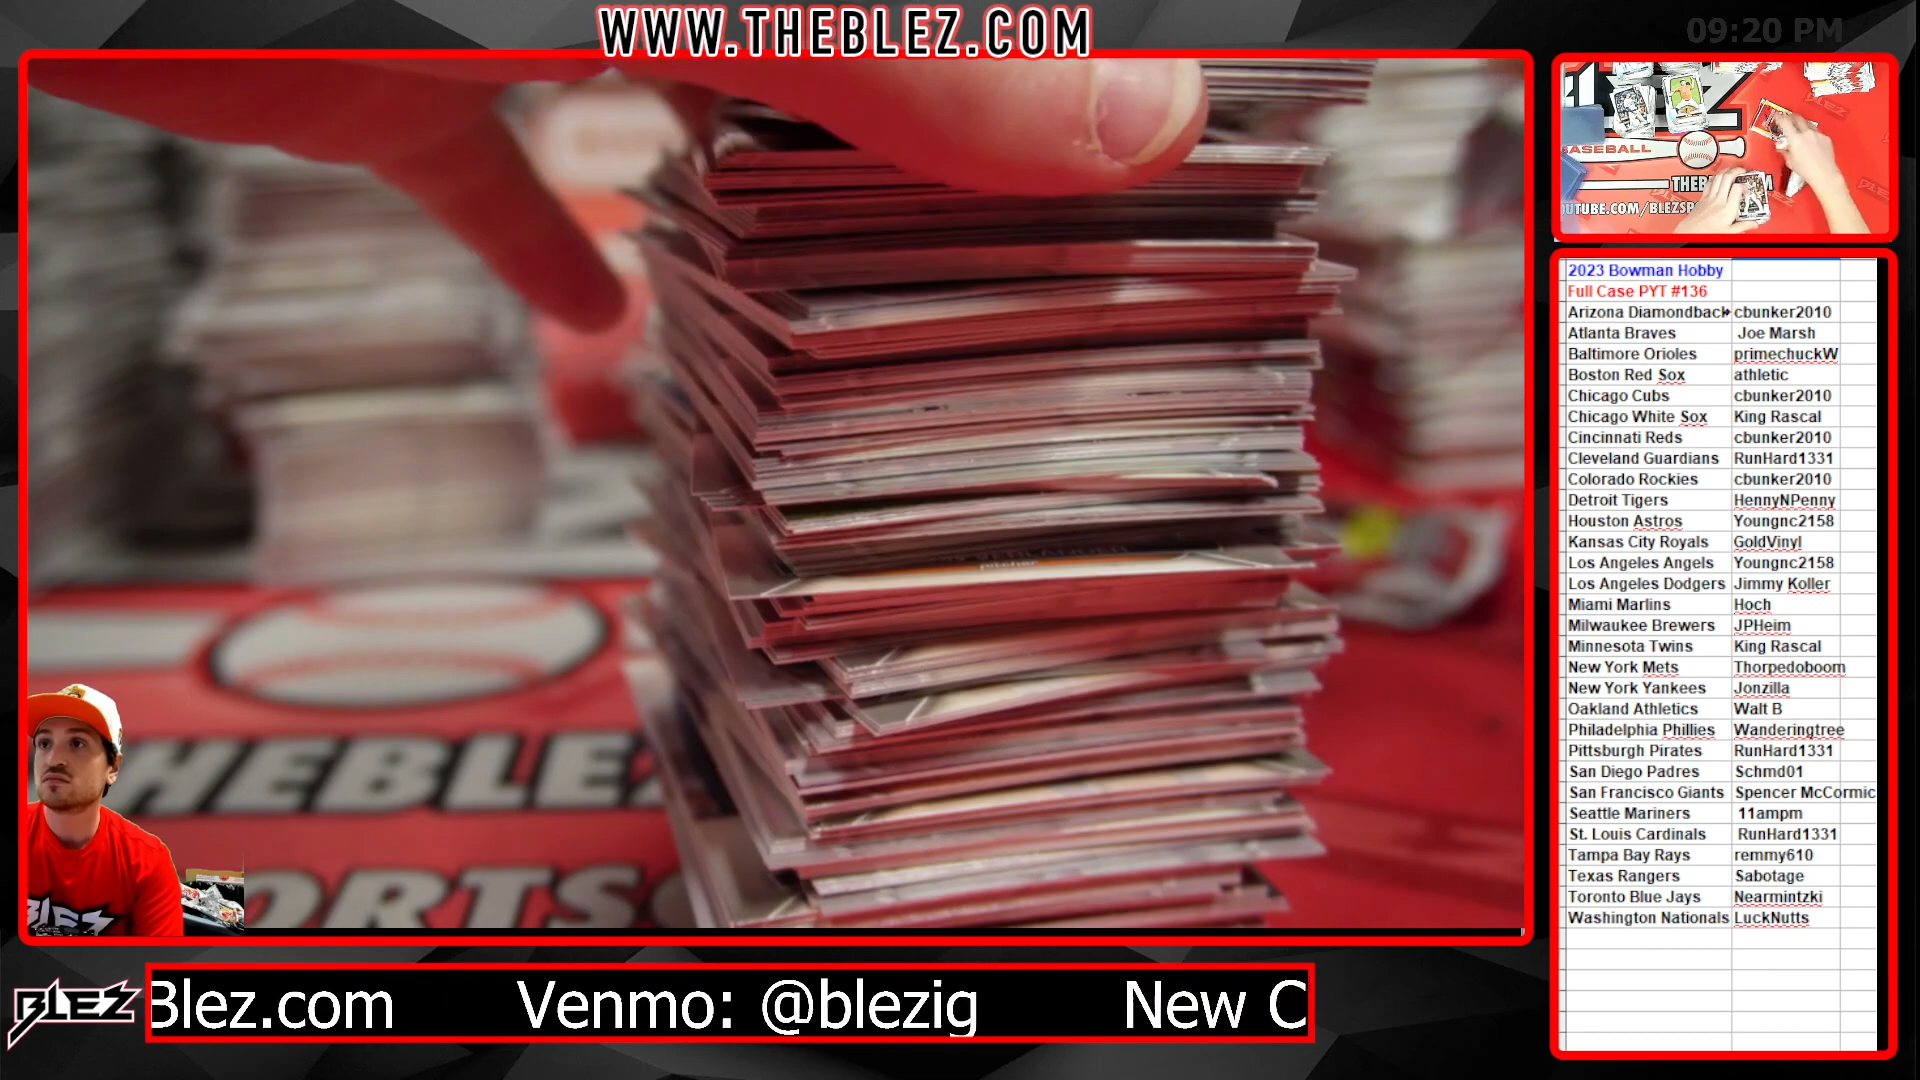 WWW.THEBLEZ.COM
09:20 PM
BASEBALL
THEB
OUTUBE.COM/BLEZSP
2023 Bowman Hobby
Full Case PYT #136
Arizona Diamondback cbunker2010
Atlanta Braves Joe Marsh
Baltimore Orioles primechuckW
Boston Red Sox athletic
Chicago Cubs cbunker2010
Chicago White Sox King Rascal
Cincinnati Reds cbunker2010
Cleveland Guardians RunHard1331
Colorado Rockies cbunker2010
Detroit Tigers HennyNPenny
Houston Astros Youngnc2158
Kansas City Royals GoldVinyl
Los Angeles Angels Youngnc2158
Los Angeles Dodgers Jimmy Koller
Miami Marlins Hoch
Milwaukee Brewers JPHeim
Minnesota Twins King Rascal
New York Mets Thorpedoboom
New York Yankees Jonzilla
Oakland Athletics Walt B
Philadelphia Phillies Wanderingtree
Pittsburgh Pirates RunHard1331
San Diego Padres Schmd01
San Francisco Giants Spencer McCormic
Seattle Mariners 11ampm
St. Louis Cardinals RunHard1331
Tampa Bay Rays remmy610
Texas Rangers Sabotage
Toronto Blue Jays Nearmintzki
Washington Nationals LuckNutts
pitcher
HEBLE
ORTS
BLEZ
BLEZ
Blez.com Venmo: @blezig New C